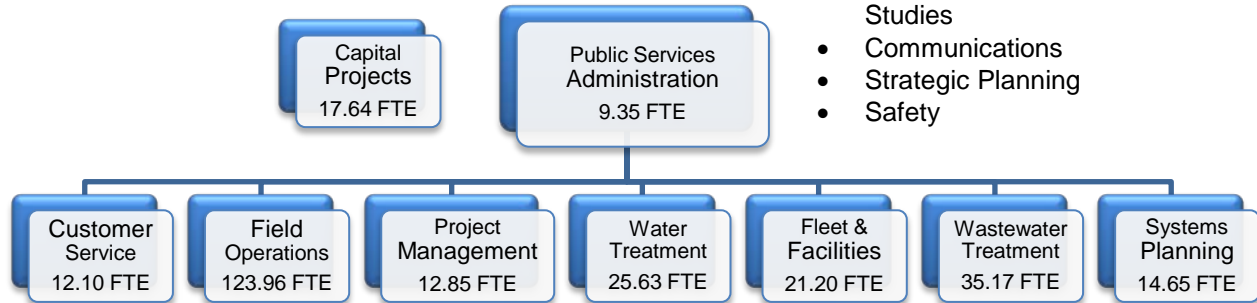 Studies
• Communications
• Strategic Planning
• Safety
Capital
Projects
17.64 FTE
Public Services
Administration
9.35 FTE
Customer
Service
12.10 FTE
Field
Operations
123.96 FTE
Project
Management
12.85 FTE
Water
Treatment
25.63 FTE
Fleet &
Facilities
21.20 FTE
Wastewater
Treatment
35.17 FTE
Systems
Planning
14.65 FTE